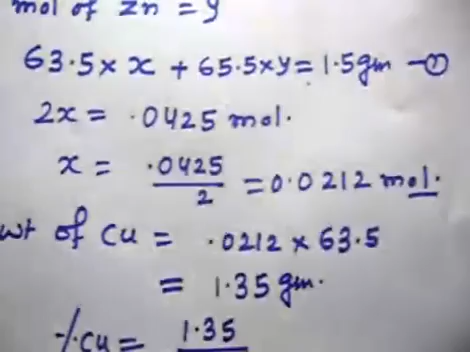 mol of Zn = y
63.5 × x + 65.5 × y = 1.5 gm —①
2x = .0425 mol.
x = .0425 / 2 = 0.0212 mol.
wt of Cu = .0212 × 63.5
= 1.35 gm.
% Cu = 1.35